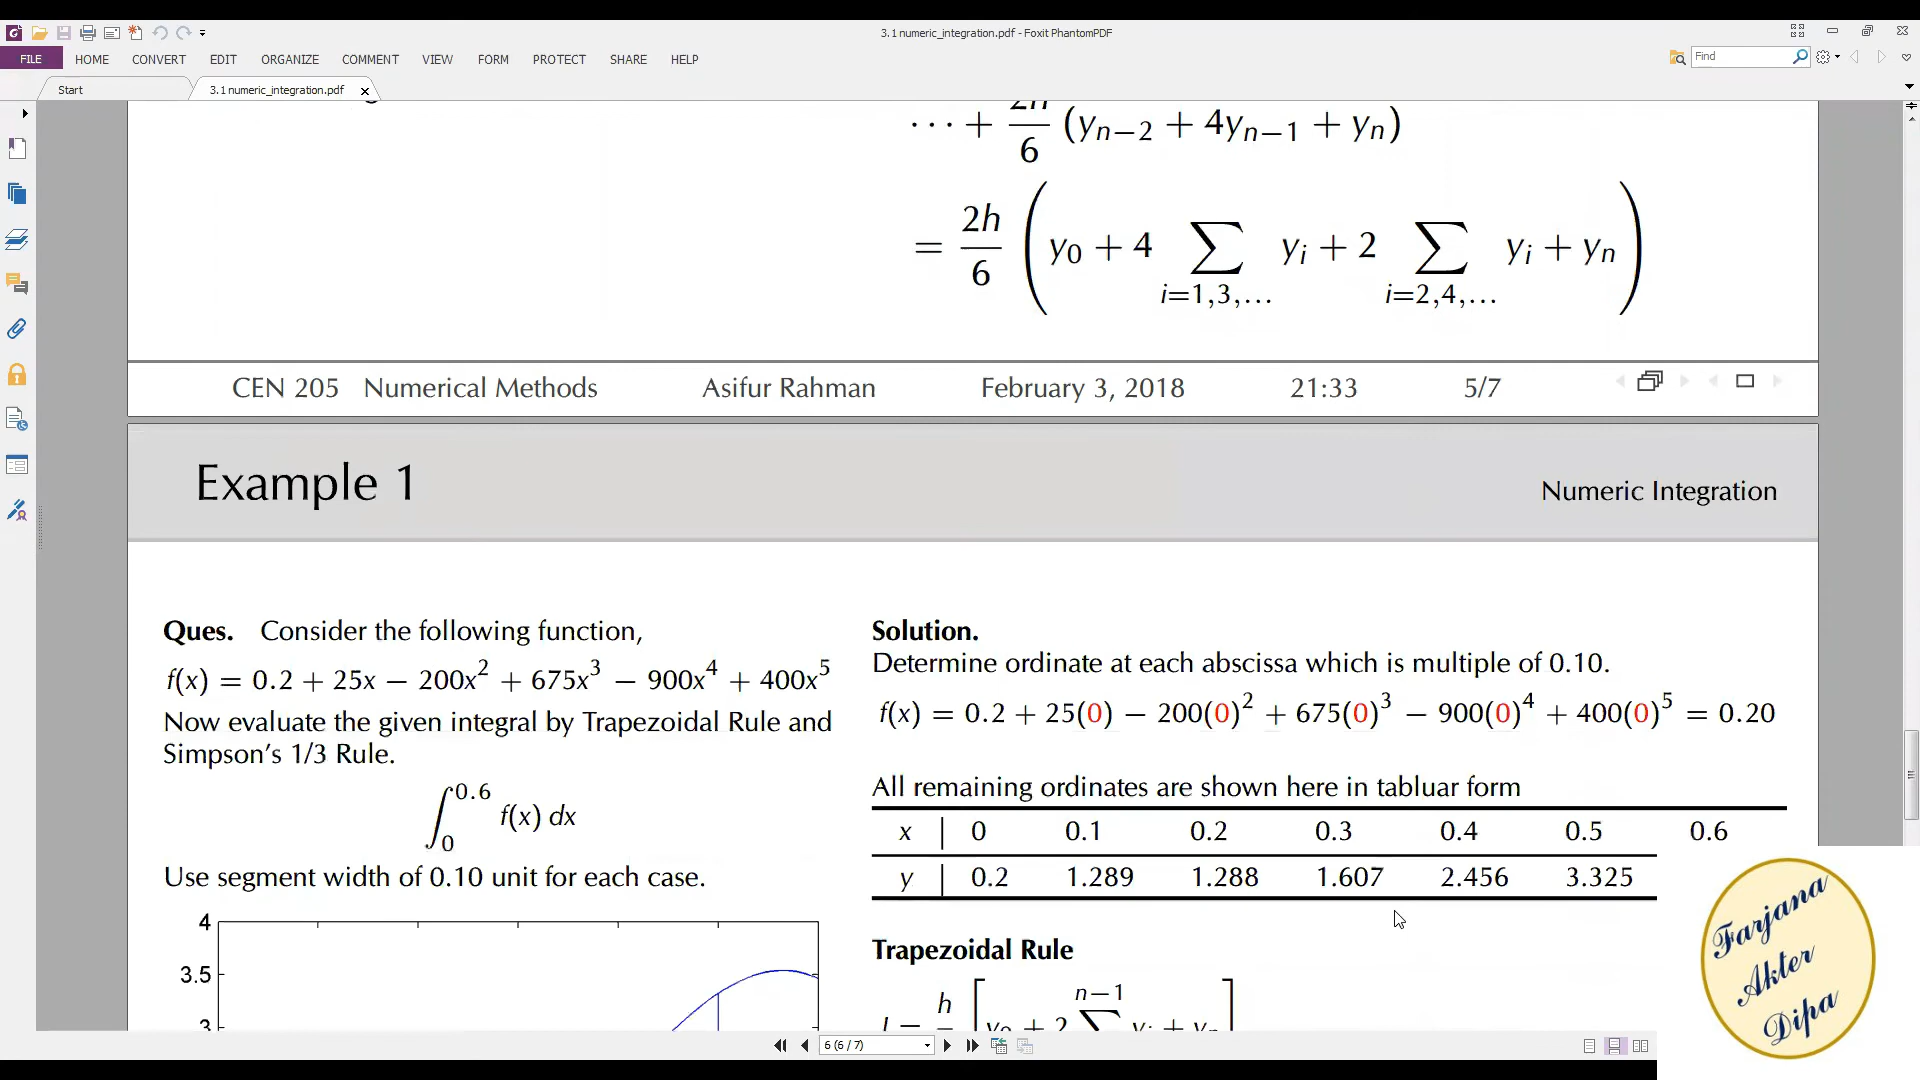 3.1 numeric_integration.pdf - Foxit PhantomPDF
FILE HOME CONVERT EDIT ORGANIZE COMMENT VIEW FORM PROTECT SHARE HELP
Find
Start 3.1 numeric_integration.pdf
⋯ + 2h/6 (yₙ₋₂ + 4yₙ₋₁ + yₙ)
= 2h/6 ( y₀ + 4 ∑ i=1,3,… yᵢ + 2 ∑ i=2,4,… yᵢ + yₙ )
CEN 205 Numerical Methods Asifur Rahman February 3, 2018 21:33 5/7
Example 1
Numeric Integration
Ques. Consider the following function,
f(x) = 0.2 + 25x − 200x² + 675x³ − 900x⁴ + 400x⁵
Now evaluate the given integral by Trapezoidal Rule and
Simpson's 1/3 Rule.
∫₀^0.6 f(x) dx
Use segment width of 0.10 unit for each case.
4
3.5
3
Solution.
Determine ordinate at each abscissa which is multiple of 0.10.
f(x) = 0.2 + 25(0) − 200(0)² + 675(0)³ − 900(0)⁴ + 400(0)⁵ = 0.20
All remaining ordinates are shown here in tabluar form
x 0 0.1 0.2 0.3 0.4 0.5 0.6
y 0.2 1.289 1.288 1.607 2.456 3.325
Trapezoidal Rule
I = h [ y₀ + 2 ∑ n−1 yᵢ + yₙ ]
Farjana
Akter
Dipa
6 (6 / 7)